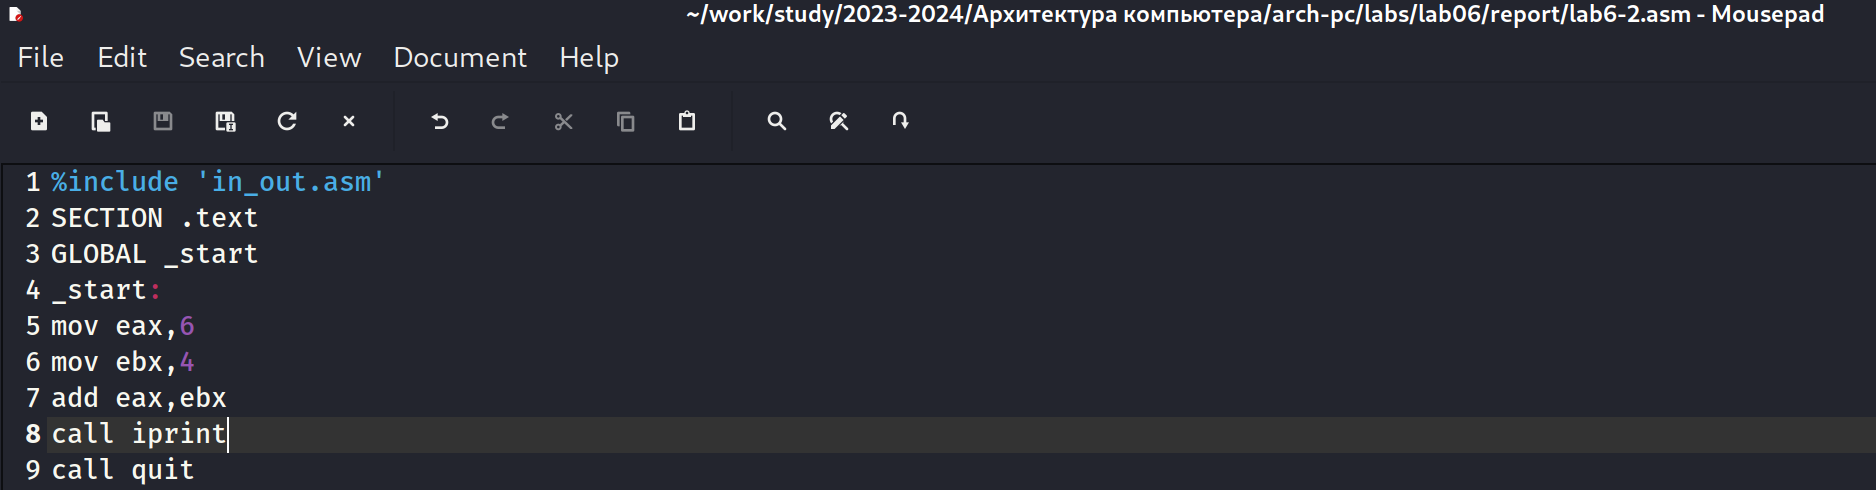 ~/work/study/2023-2024/Архитектура компьютера/arch-pc/labs/lab06/report/lab6-2.asm - Mousepad
File Edit Search View Document Help
1 %include 'in_out.asm'
2 SECTION .text
3 GLOBAL _start
4 _start:
5 mov eax,6
6 mov ebx,4
7 add eax,ebx
8 call iprint
9 call quit